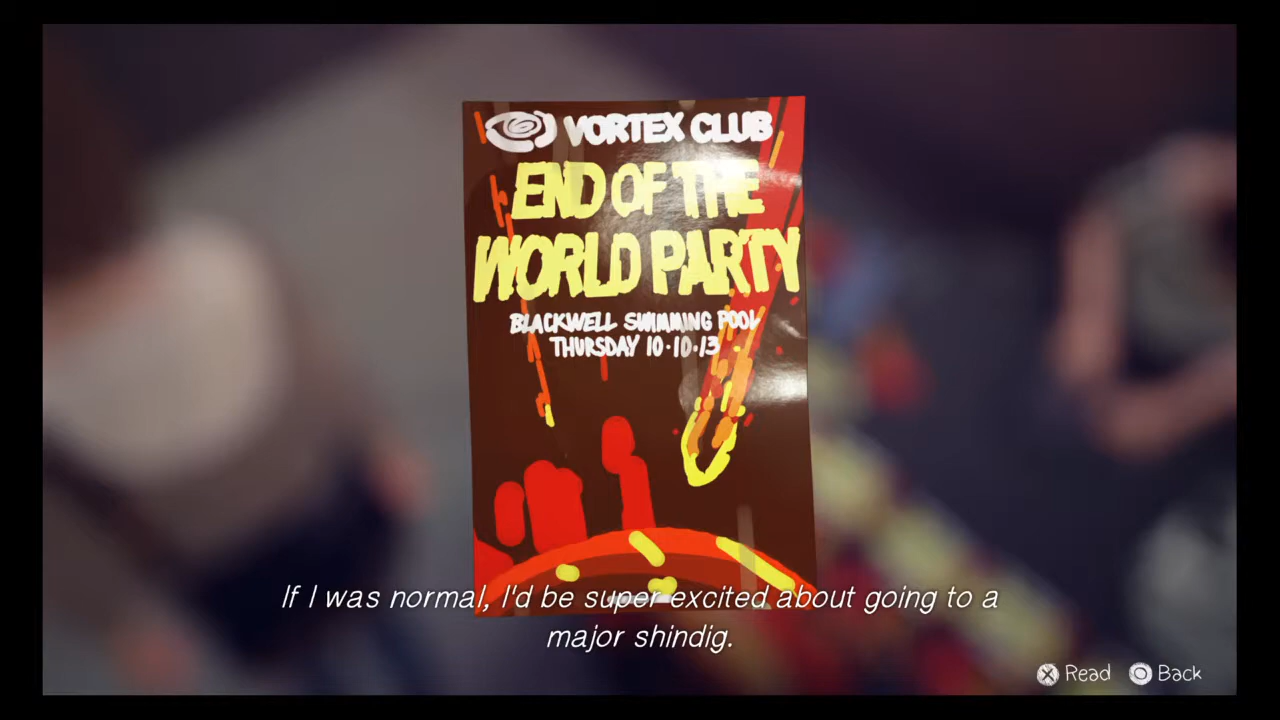 VORTEX CLUB
END OF THE
WORLD PARTY
BLACKWELL SWIMMING POOL
THURSDAY 10·10·13
If I was normal, I'd be super excited about going to a
major shindig.
Read Back